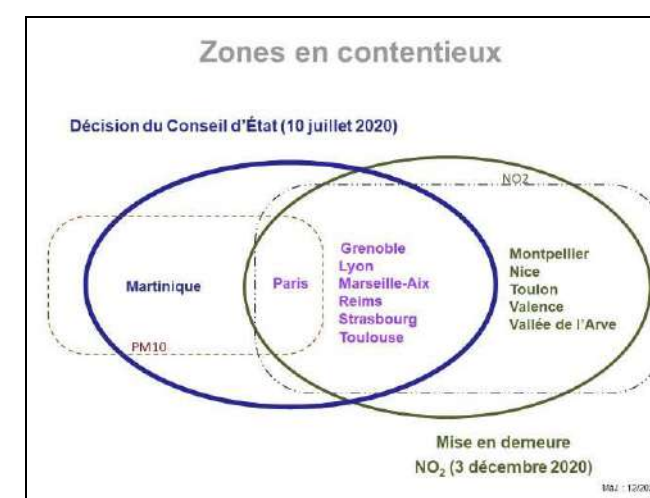 Zones en contentieux
Décision du Conseil d'État (10 juillet 2020)
NO2
Martinique
Paris
Grenoble
Lyon
Marseille-Aix
Reims
Strasbourg
Toulouse
Montpellier
Nice
Toulon
Valence
Vallée de l'Arve
PM10
Mise en demeure
NO₂ (3 décembre 2020)